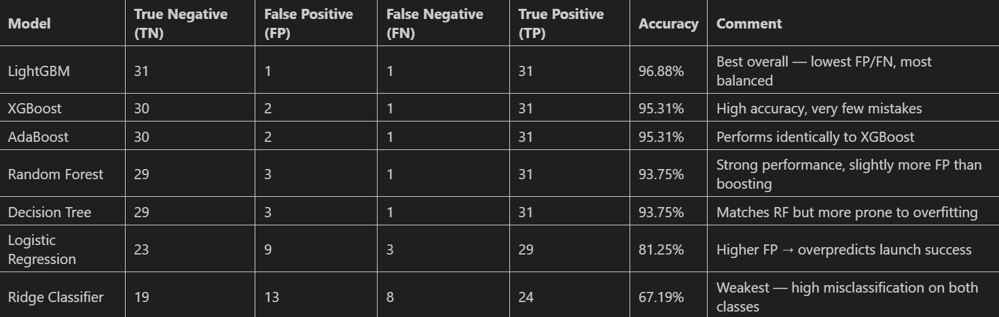 Model True Negative (TN) False Positive (FP) False Negative (FN) True Positive (TP) Accuracy Comment
LightGBM 31 1 1 31 96.88% Best overall — lowest FP/FN, most balanced
XGBoost 30 2 1 31 95.31% High accuracy, very few mistakes
AdaBoost 30 2 1 31 95.31% Performs identically to XGBoost
Random Forest 29 3 1 31 93.75% Strong performance, slightly more FP than boosting
Decision Tree 29 3 1 31 93.75% Matches RF but more prone to overfitting
Logistic Regression 23 9 3 29 81.25% Higher FP → overpredicts launch success
Ridge Classifier 19 13 8 24 67.19% Weakest — high misclassification on both classes